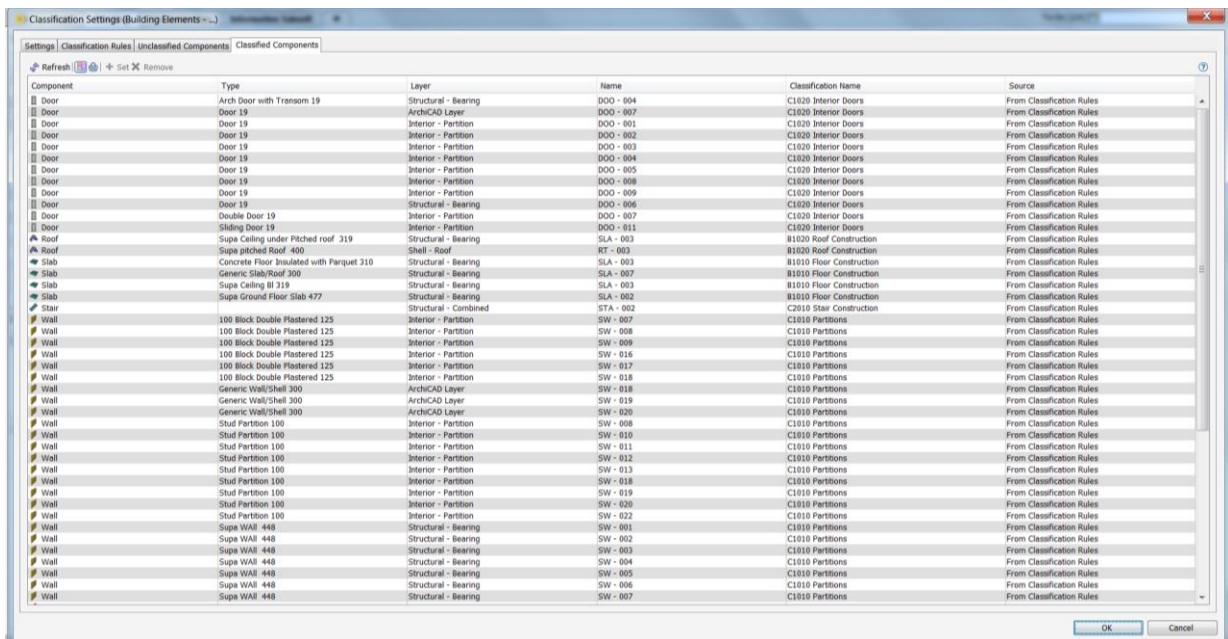 Classification Settings (Building Elements - ...)
Settings Classification Rules Unclassified Components Classified Components
Refresh Set Remove
Component Type Layer Name Classification Name Source
Door Arch Door with Transom 19 Structural - Bearing DOO - 004 C1020 Interior Doors From Classification Rules
Door Door 19 ArchiCAD Layer DOO - 007 C1020 Interior Doors From Classification Rules
Door Door 19 Interior - Partition DOO - 001 C1020 Interior Doors From Classification Rules
Door Door 19 Interior - Partition DOO - 002 C1020 Interior Doors From Classification Rules
Door Door 19 Interior - Partition DOO - 003 C1020 Interior Doors From Classification Rules
Door Door 19 Interior - Partition DOO - 004 C1020 Interior Doors From Classification Rules
Door Door 19 Interior - Partition DOO - 005 C1020 Interior Doors From Classification Rules
Door Door 19 Interior - Partition DOO - 008 C1020 Interior Doors From Classification Rules
Door Door 19 Interior - Partition DOO - 009 C1020 Interior Doors From Classification Rules
Door Door 19 Structural - Bearing DOO - 006 C1020 Interior Doors From Classification Rules
Door Double Door 19 Interior - Partition DOO - 007 C1020 Interior Doors From Classification Rules
Door Sliding Door 19 Interior - Partition DOO - 011 C1020 Interior Doors From Classification Rules
Roof Supa Ceiling under Pitched roof 319 Structural - Bearing SLA - 003 B1020 Roof Construction From Classification Rules
Roof Supa pitched Roof 400 Shell - Roof RT - 003 B1020 Roof Construction From Classification Rules
Slab Concrete Floor Insulated with Parquet 310 Structural - Bearing SLA - 003 B1010 Floor Construction From Classification Rules
Slab Generic Slab/Roof 300 Structural - Bearing SLA - 007 B1010 Floor Construction From Classification Rules
Slab Supa Ceiling Bl 319 Structural - Bearing SLA - 003 B1010 Floor Construction From Classification Rules
Slab Supa Ground Floor Slab 477 Structural - Bearing SLA - 002 B1010 Floor Construction From Classification Rules
Stair Structural - Combined STA - 002 C2010 Stair Construction From Classification Rules
Wall 100 Block Double Plastered 125 Interior - Partition SW - 007 C1010 Partitions From Classification Rules
Wall 100 Block Double Plastered 125 Interior - Partition SW - 008 C1010 Partitions From Classification Rules
Wall 100 Block Double Plastered 125 Interior - Partition SW - 009 C1010 Partitions From Classification Rules
Wall 100 Block Double Plastered 125 Interior - Partition SW - 016 C1010 Partitions From Classification Rules
Wall 100 Block Double Plastered 125 Interior - Partition SW - 017 C1010 Partitions From Classification Rules
Wall 100 Block Double Plastered 125 Interior - Partition SW - 018 C1010 Partitions From Classification Rules
Wall Generic Wall/Shell 300 ArchiCAD Layer SW - 018 C1010 Partitions From Classification Rules
Wall Generic Wall/Shell 300 ArchiCAD Layer SW - 019 C1010 Partitions From Classification Rules
Wall Generic Wall/Shell 300 ArchiCAD Layer SW - 020 C1010 Partitions From Classification Rules
Wall Stud Partition 100 Interior - Partition SW - 008 C1010 Partitions From Classification Rules
Wall Stud Partition 100 Interior - Partition SW - 010 C1010 Partitions From Classification Rules
Wall Stud Partition 100 Interior - Partition SW - 011 C1010 Partitions From Classification Rules
Wall Stud Partition 100 Interior - Partition SW - 012 C1010 Partitions From Classification Rules
Wall Stud Partition 100 Interior - Partition SW - 013 C1010 Partitions From Classification Rules
Wall Stud Partition 100 Interior - Partition SW - 018 C1010 Partitions From Classification Rules
Wall Stud Partition 100 Interior - Partition SW - 019 C1010 Partitions From Classification Rules
Wall Stud Partition 100 Interior - Partition SW - 020 C1010 Partitions From Classification Rules
Wall Stud Partition 100 Interior - Partition SW - 022 C1010 Partitions From Classification Rules
Wall Supa WAll 448 Structural - Bearing SW - 001 C1010 Partitions From Classification Rules
Wall Supa WAll 448 Structural - Bearing SW - 002 C1010 Partitions From Classification Rules
Wall Supa WAll 448 Structural - Bearing SW - 003 C1010 Partitions From Classification Rules
Wall Supa WAll 448 Structural - Bearing SW - 004 C1010 Partitions From Classification Rules
Wall Supa WAll 448 Structural - Bearing SW - 005 C1010 Partitions From Classification Rules
Wall Supa WAll 448 Structural - Bearing SW - 006 C1010 Partitions From Classification Rules
Wall Supa WAll 448 Structural - Bearing SW - 007 C1010 Partitions From Classification Rules
OK Cancel